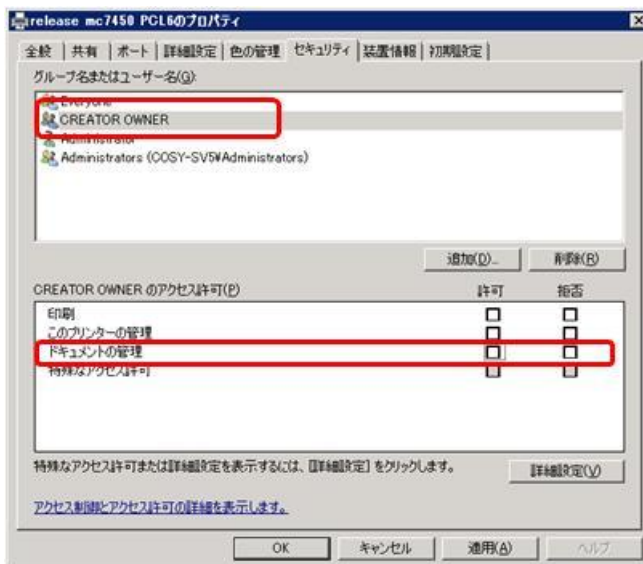 release mc7450 PCL6のプロパティ
全般 共有 ポート 詳細設定 色の管理 セキュリティ 装置情報 初期設定
グループ名またはユーザー名(G):
Everyone
CREATOR OWNER
Administrator
Administrators (COSY-SV5¥Administrators)
追加(D)... 削除(R)
CREATOR OWNER のアクセス許可(P) 許可 拒否
印刷
このプリンターの管理
ドキュメントの管理
特殊なアクセス許可
特殊なアクセス許可または詳細設定を表示するには、[詳細設定] をクリックします。
詳細設定(V)
アクセス制御とアクセス許可の詳細を表示します。
OK キャンセル 適用(A) ヘルプ